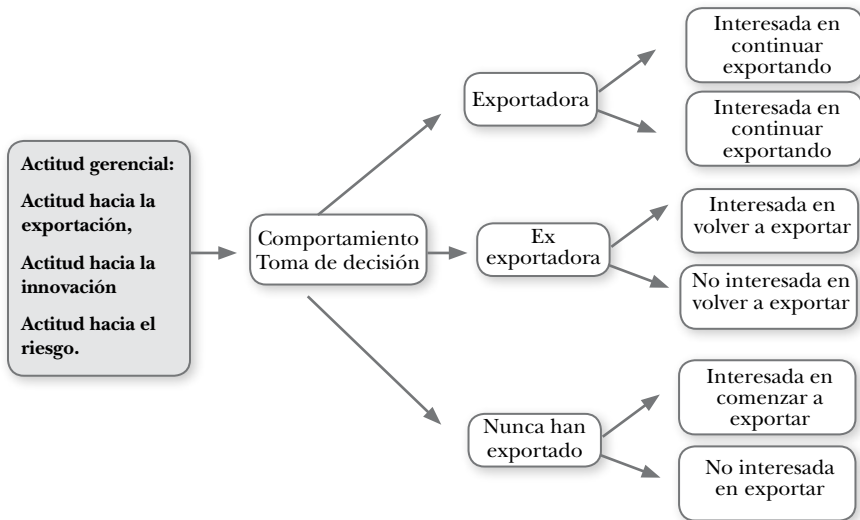 Actitud gerencial:
Actitud hacia la
exportación,
Actitud hacia la
innovación
Actitud hacia el
riesgo.
Comportamiento
Toma de decisión
Exportadora
Interesada en
continuar
exportando
Interesada en
continuar
exportando
Ex
exportadora
Interesada en
volver a exportar
No interesada en
volver a exportar
Nunca han
exportado
Interesada en
comenzar a
exportar
No interesada
en exportar